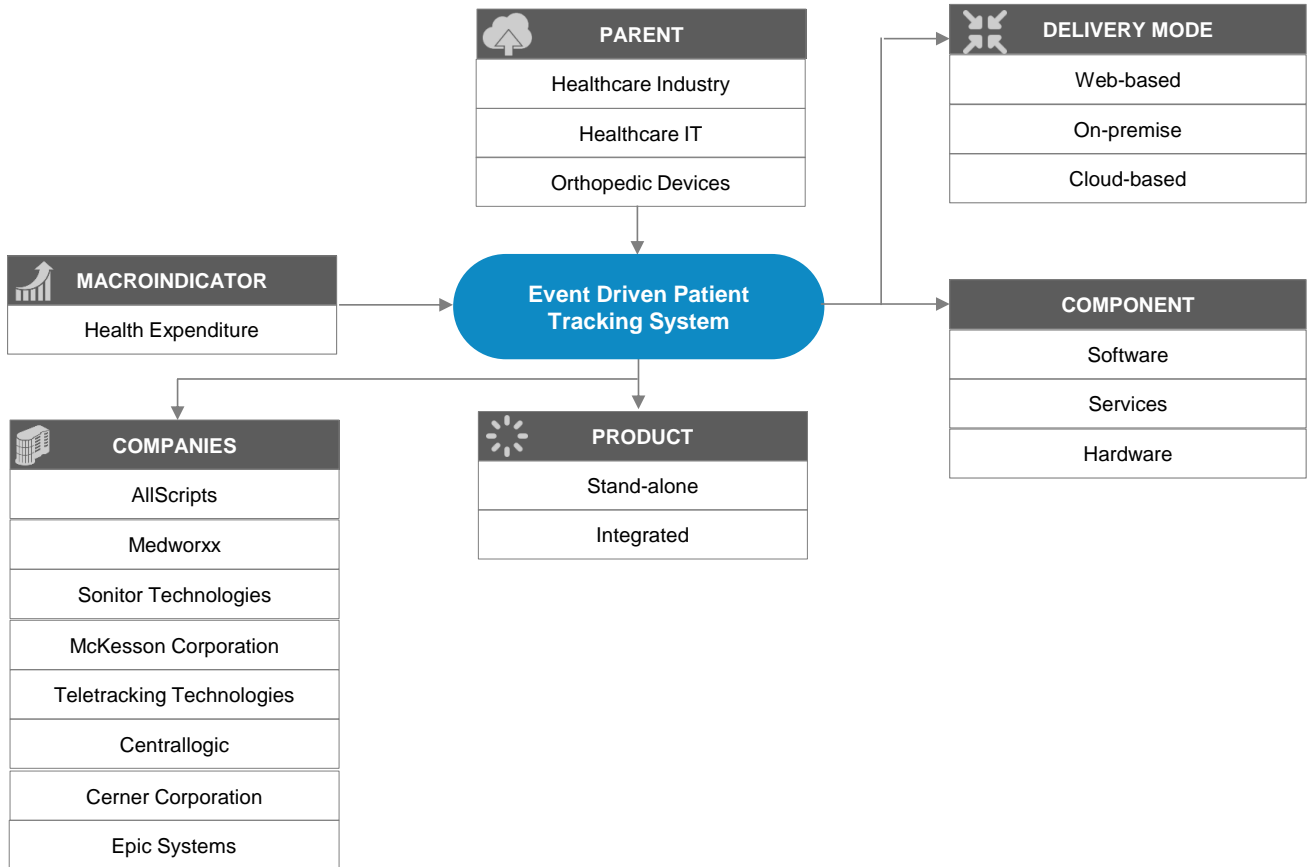 PARENT
Healthcare Industry
Healthcare IT
Orthopedic Devices
DELIVERY MODE
Web-based
On-premise
Cloud-based
MACROINDICATOR
Health Expenditure
Event Driven Patient
Tracking System
COMPONENT
Software
Services
Hardware
COMPANIES
AllScripts
Medworxx
Sonitor Technologies
McKesson Corporation
Teletracking Technologies
Centrallogic
Cerner Corporation
Epic Systems
PRODUCT
Stand-alone
Integrated